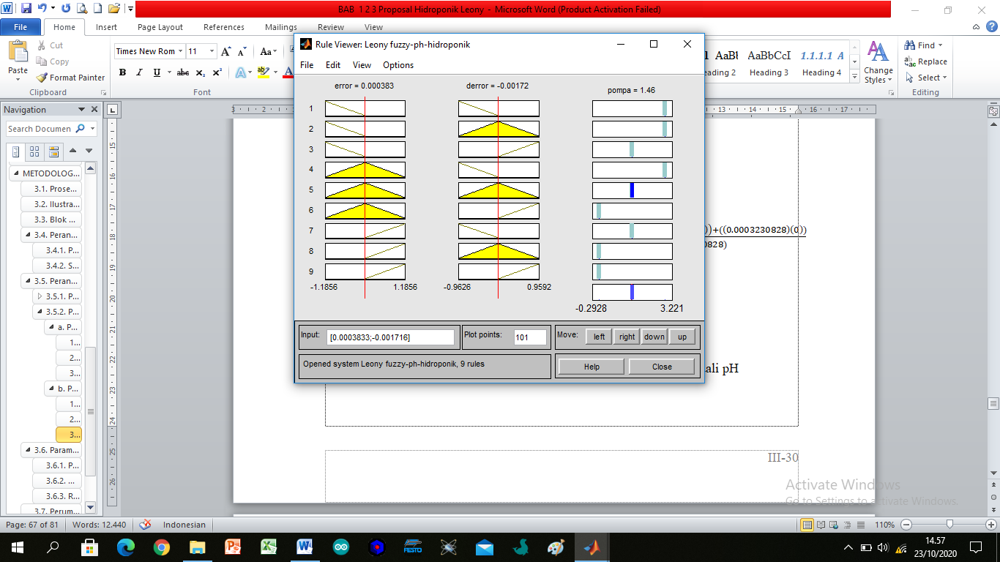 BAB 1 2 3 Proposal Hidroponik Leony - Microsoft Word (Product Activation Failed)
File Home Insert Page Layout References Mailings Review View
Paste
Cut
Copy
Format Painter
Clipboard
Times New Rom 11
B I U abc
Font
AaBbCcI 1.1.1.1 A
eading 2 Heading 3 Heading 4
Change Styles
Find
Replace
Select
Editing
Navigation
Search Documen
METODOLOG...
3.1. Prose...
3.2. Ilustra...
3.3. Blok ...
3.4. Peran...
3.4.1. P...
3.4.2. S...
3.5. Peran...
3.5.1. P...
3.5.2. P...
a. P...
1...
2...
3...
b. P...
1...
2...
3...
3.6. Param...
3.6.1. P...
3.6.2. ...
3.6.3. R...
3.7. Perum...
Rule Viewer: Leony fuzzy-ph-hidroponik
File Edit View Options
error = 0.000383 derror = -0.00172 pompa = 1.46
1
2
3
4
5
6
7
8
9
-1.1856 1.1856 -0.9626 0.9592
-0.2928 3.221
Input: [0.0003833;-0.001716] Plot points: 101 Move: left right down up
Opened system Leony fuzzy-ph-hidroponik, 9 rules Help Close
))+((0.0003230828)(0))
0828)
ali pH
III-30
Activate Windows
Go to Settings to activate Windows.
Page: 67 of 81 Words: 12.440 Indonesian 110%
FESTO
14.57
23/10/2020